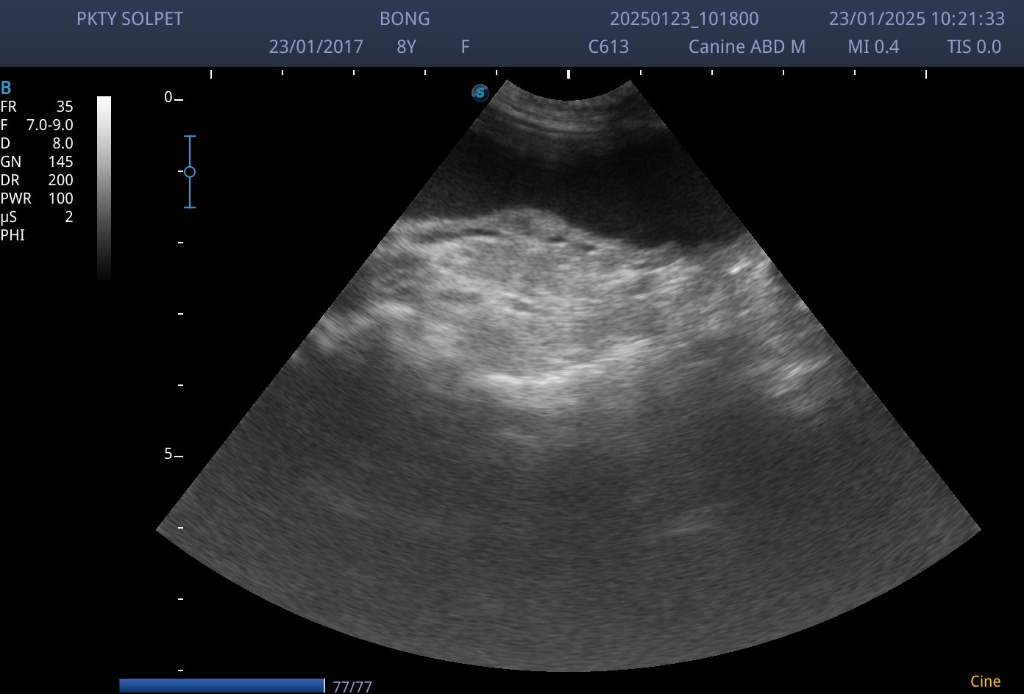 PKTY SOLPET BONG 20250123_101800 23/01/2025 10:21:33
23/01/2017 8Y F C613 Canine ABD M MI 0.4 TIS 0.0
B
FR 35
F 7.0-9.0
D 8.0
GN 145
DR 200
PWR 100
µS 2
PHI
0
5
77/77
Cine